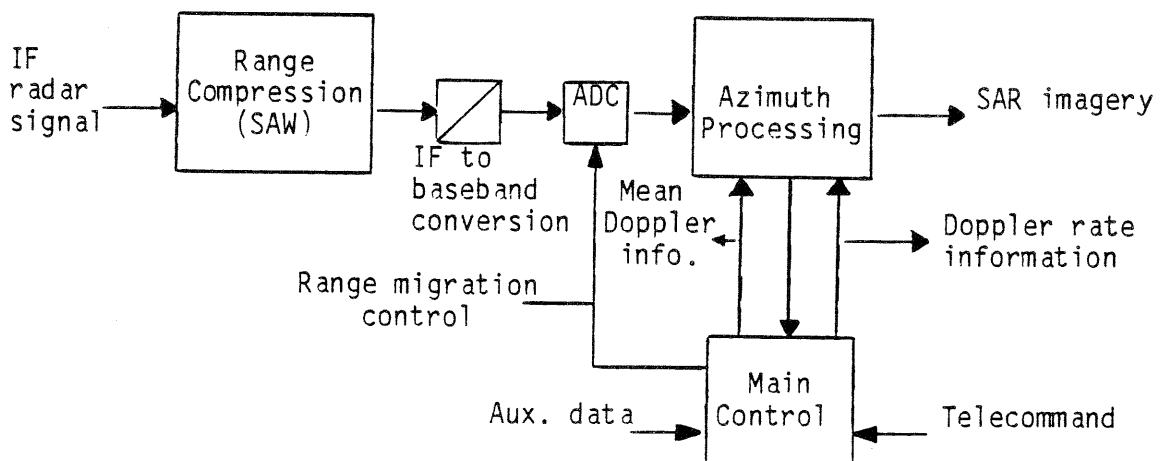 IF
radar
signal
Range
Compression
(SAW)
IF to
baseband
conversion
ADC
Azimuth
Processing
SAR imagery
Mean
Doppler
info.
Doppler rate
information
Range migration
control
Main
Control
Aux. data
Telecommand